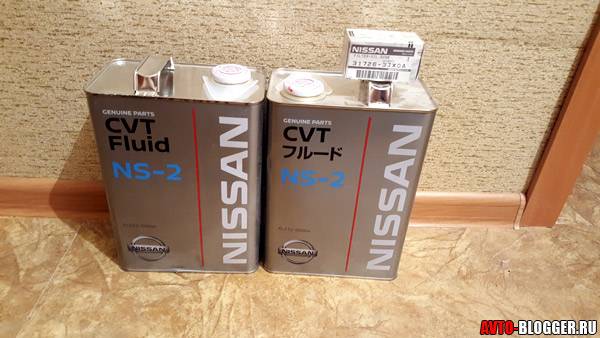 GENUINE PARTS
CVT
Fluid
NS-2
NISSAN
NISSAN
GENUINE PARTS
CVT
フルード
NS-2
NISSAN
NISSAN
NISSAN
31726-3JX0A
AVTO-BLOGGER.RU